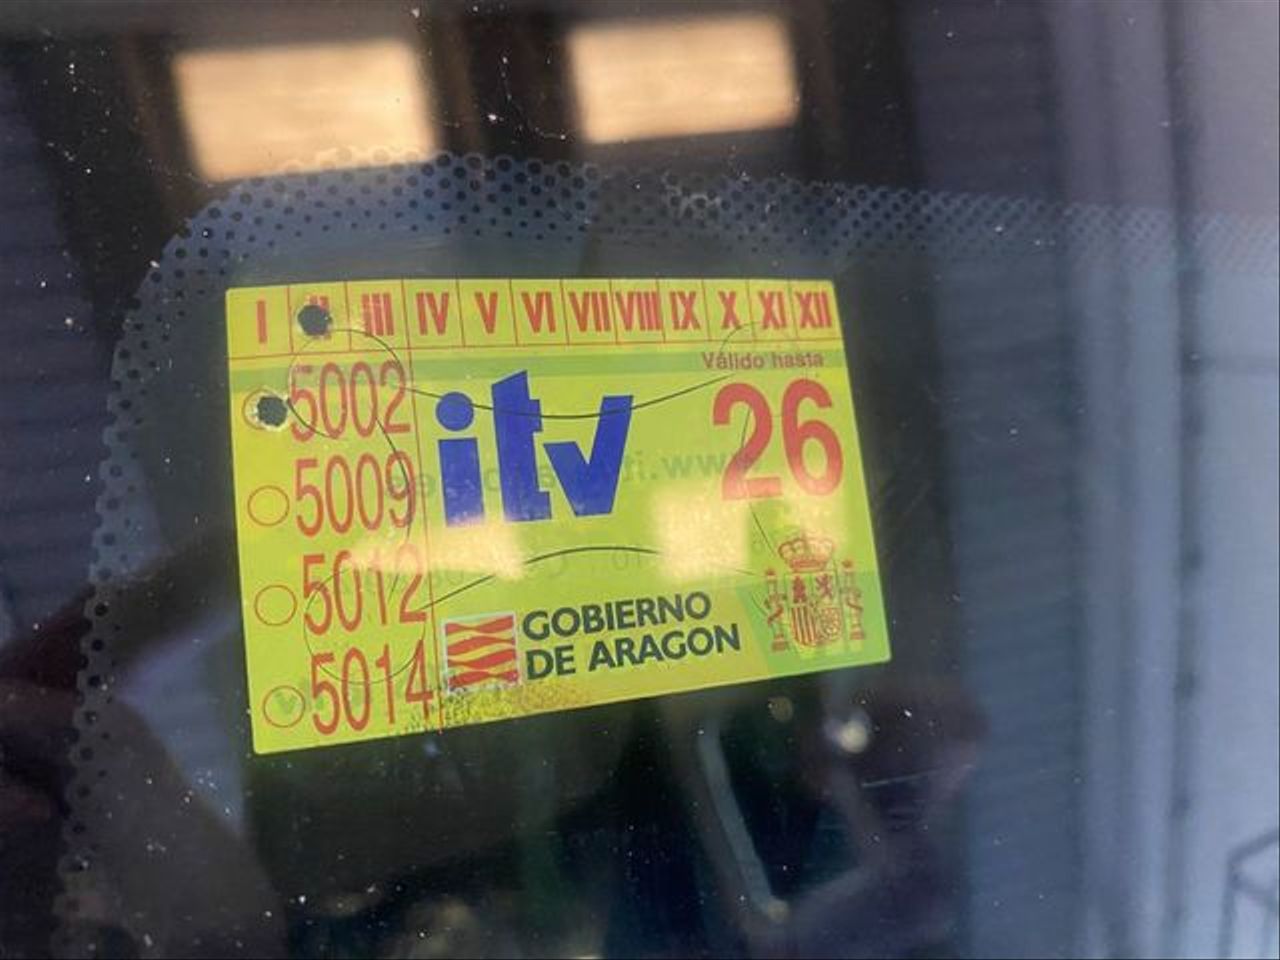 I II III IV V VI VII VIII IX X XI XII
Válido hasta
5002
itv
26
5009
5012
5014
GOBIERNO
DE ARAGON